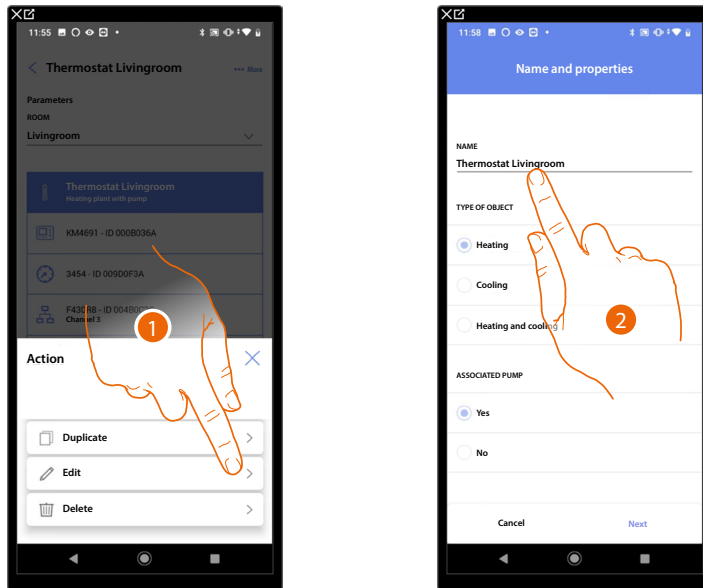 11:55
Thermostat Livingroom
••• More
Parameters
ROOM
Livingroom
Thermostat Livingroom
Heating plant with pump
KM4691 - ID 000B036A
3454 - ID 009D0F3A
Channel 3
1
Action
Duplicate
Edit
Delete
11:58
Name and properties
NAME
Thermostat Livingroom
TYPE OF OBJECT
Heating
Cooling
Heating and cooling
2
ASSOCIATED PUMP
Yes
No
Cancel
Next